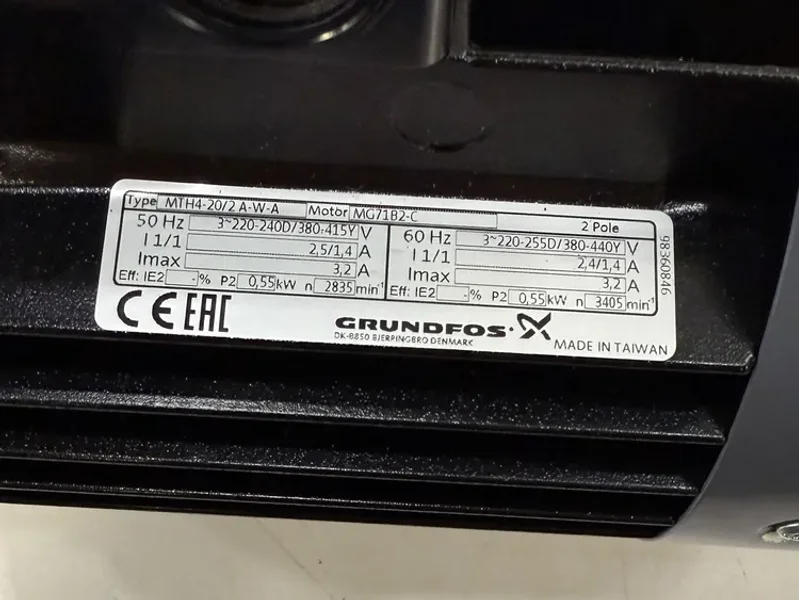 Type MTH4-20/2 A-W-A Motor MG71B2-C 2 Pole
50 Hz 3~220-240D/380-415Y V
I 1/1 2,5/1,4 A
Imax 3,2 A
Eff: IE2 -% P2 0,55 kW n 2835 min-1
60 Hz 3~220-255D/380-440Y V
I 1/1 2,4/1,4 A
Imax 3,2 A
Eff: IE2 -% P2 0,55 kW n 3405 min-1
98360846
CE EAC
GRUNDFOS
DK-8850 BJERRINGBRO DENMARK
MADE IN TAIWAN